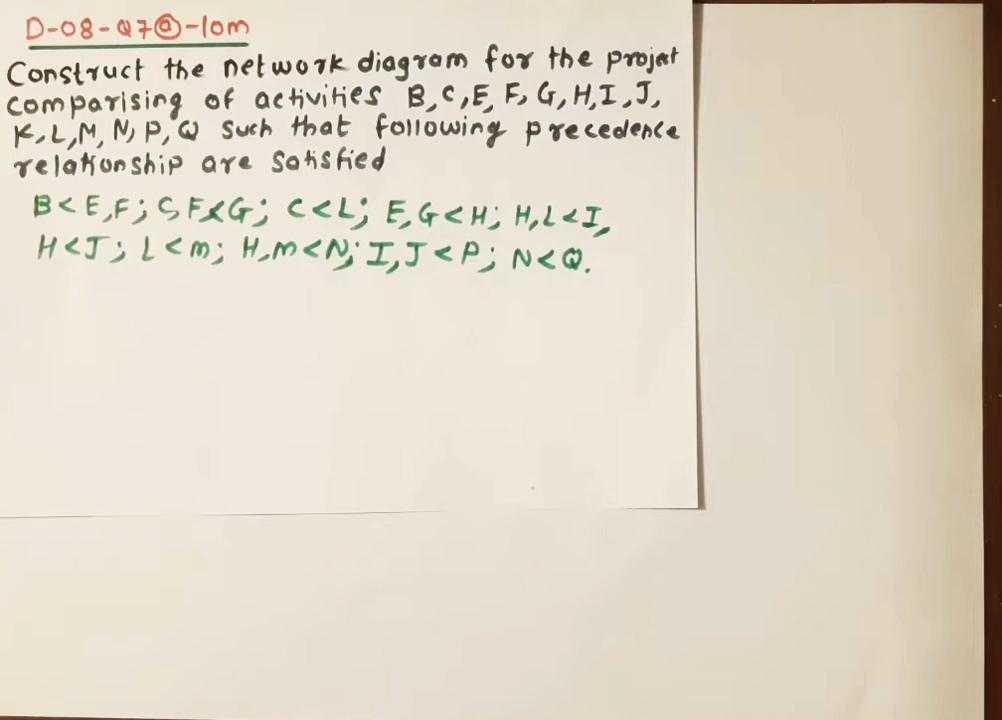 D-08-Q7ⓐ-10m
Construct the network diagram for the projet
comparising of activities B, C, E, F, G, H, I, J,
K, L, M, N, P, Q such that following precedence
relationship are satisfied
B < E, F; C, F < G; C < L; E, G < H; H, L < I,
H < J; L < m; H, m < N; I, J < P; N < Q.